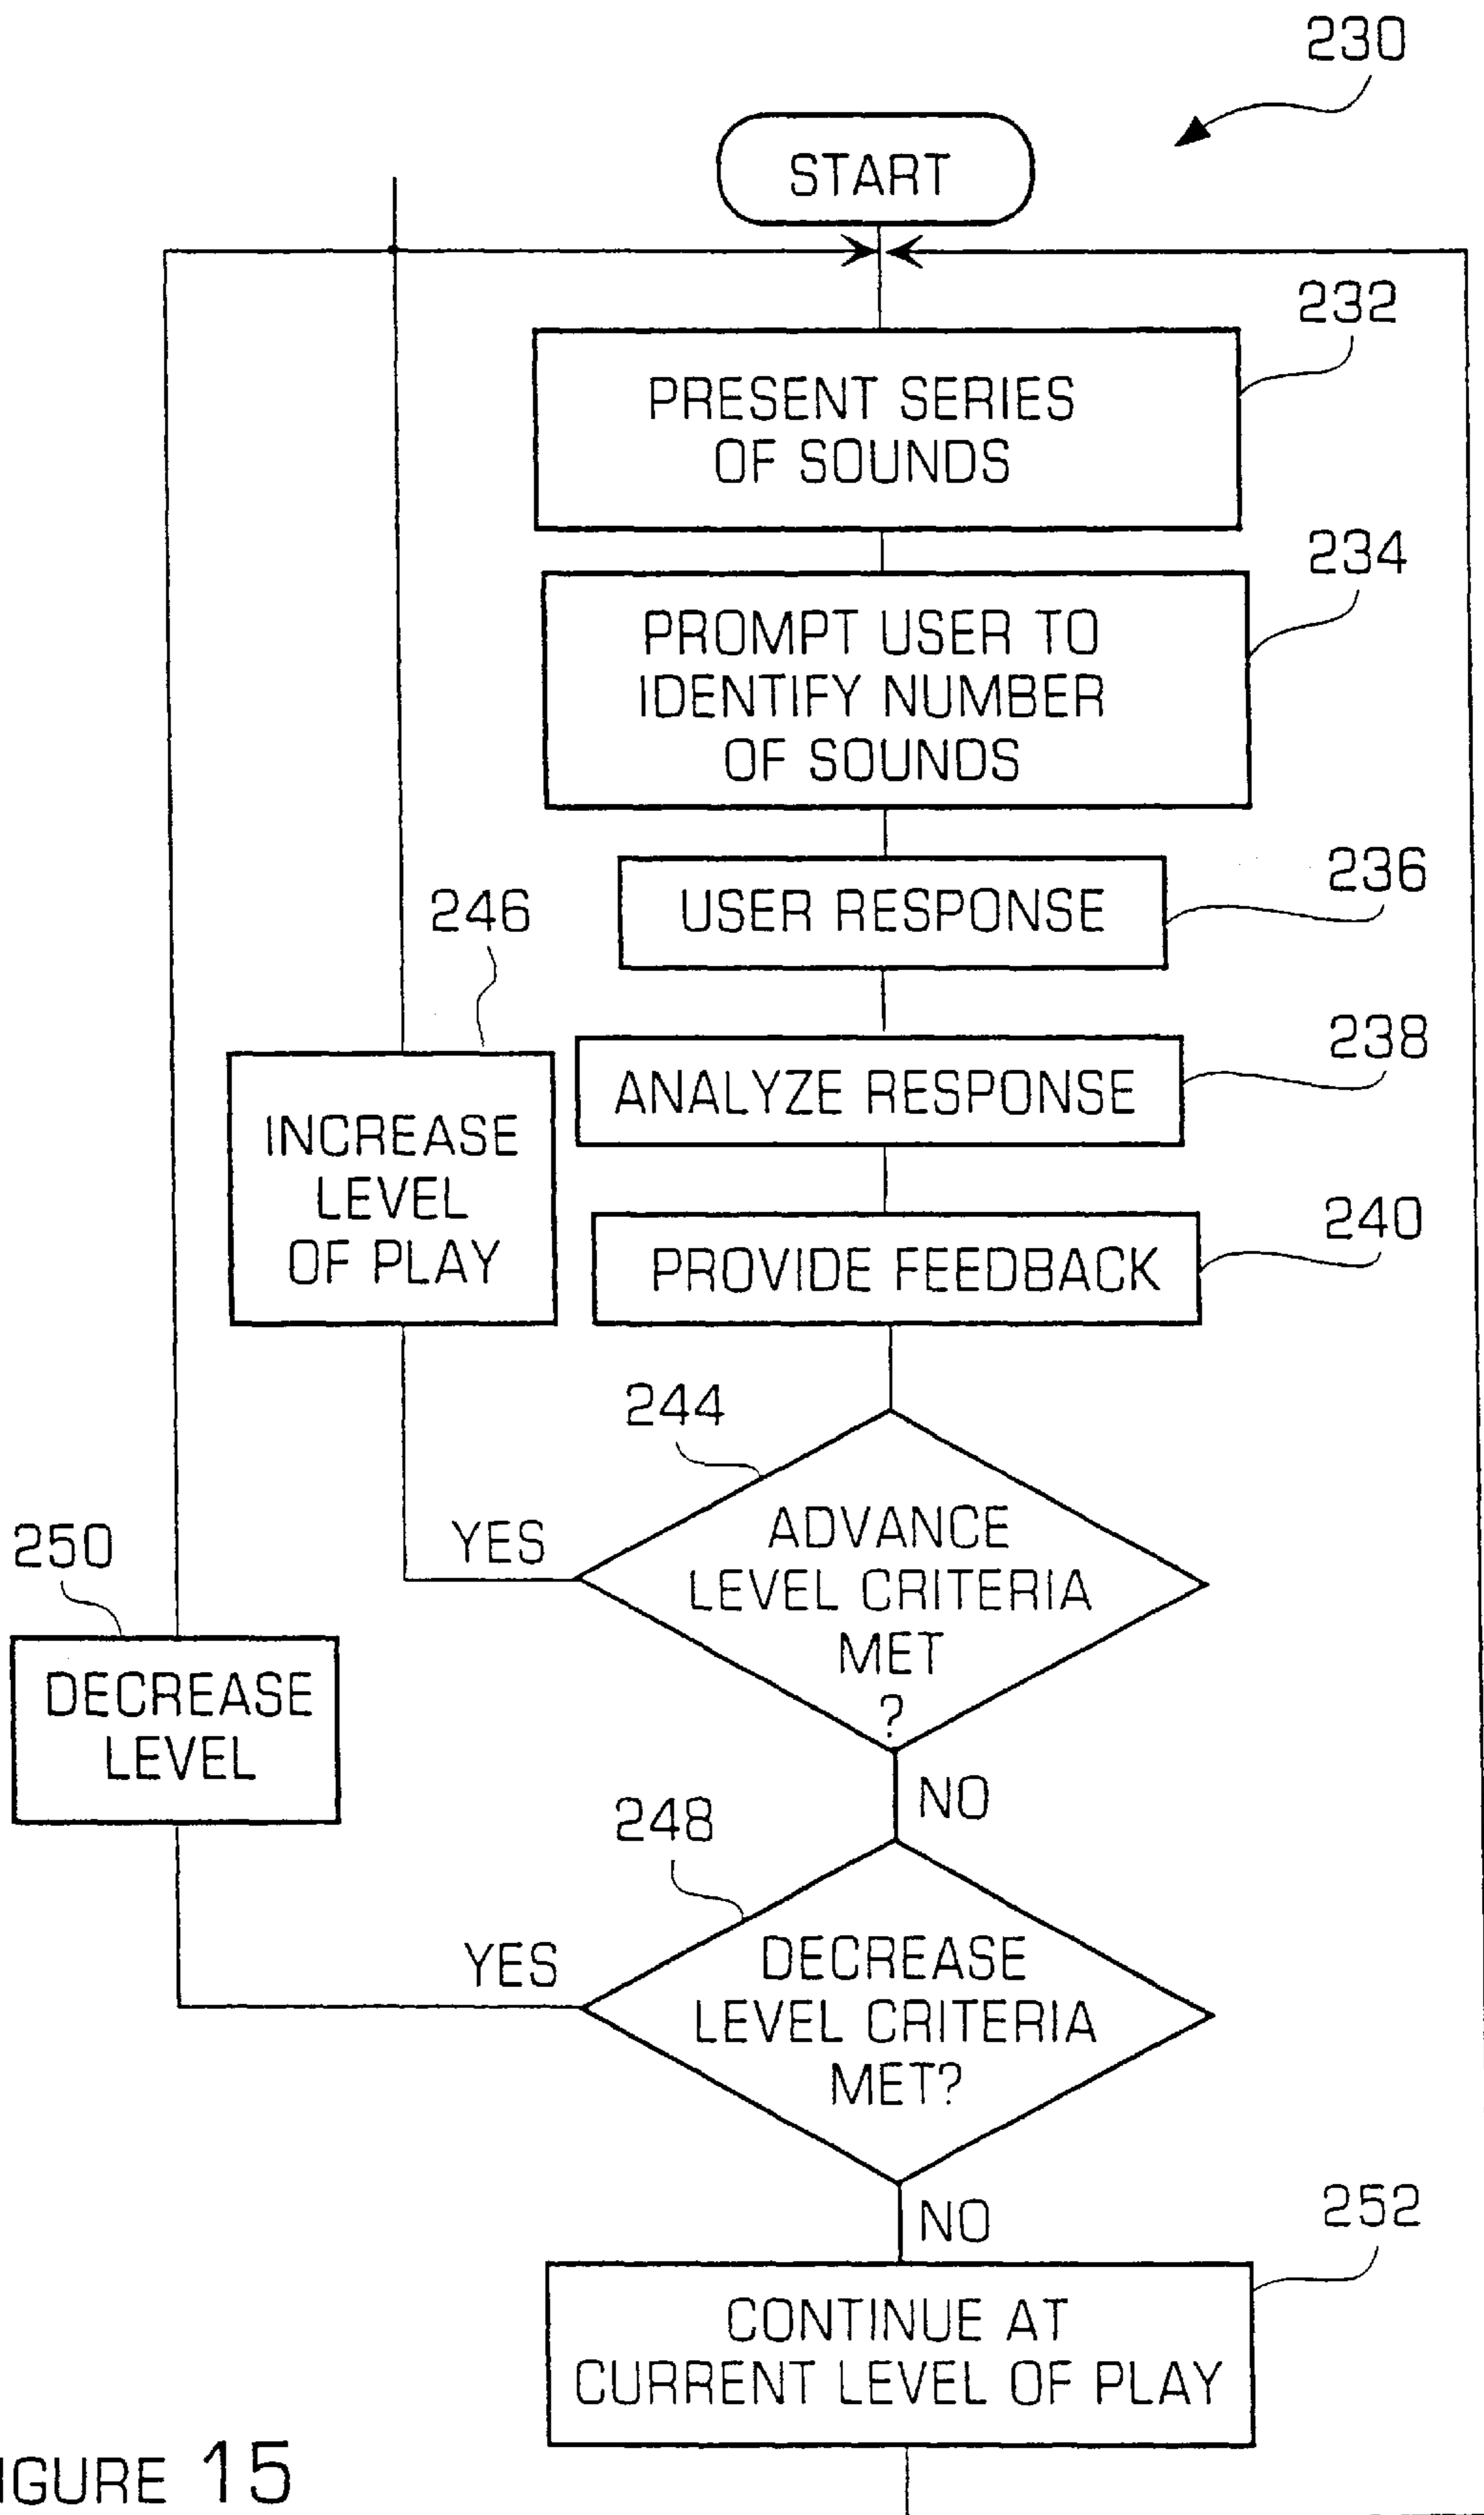 230
START
232
PRESENT SERIES
OF SOUNDS
234
PROMPT USER TO
IDENTIFY NUMBER
OF SOUNDS
236
USER RESPONSE
246
238
ANALYZE RESPONSE
INCREASE
LEVEL
OF PLAY
240
PROVIDE FEEDBACK
244
ADVANCE
LEVEL CRITERIA
MET
?
YES
250
DECREASE
LEVEL
NO
248
DECREASE
LEVEL CRITERIA
MET?
YES
NO
252
CONTINUE AT
CURRENT LEVEL OF PLAY
IGURE 15